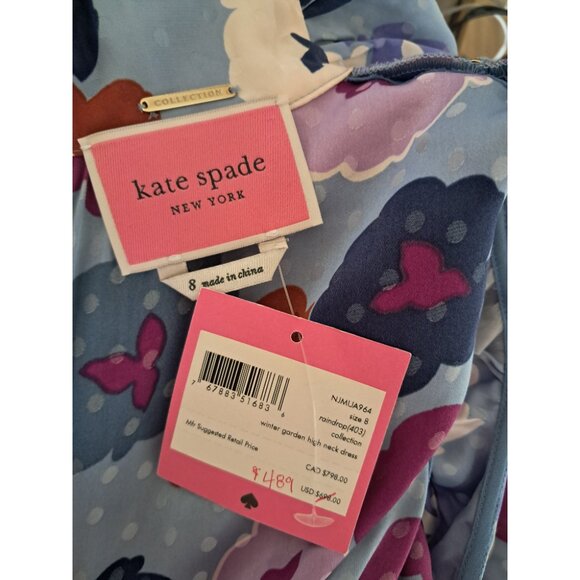 COLLECTION
kate spade
NEW YORK
8 made in china
NJMUA964
size 8
raindrop(403)
collection
winter garden high neck dress
7 67883 51683 6
Mfr Suggested Retail Price
CAD $798.00
USD $698.00
$489